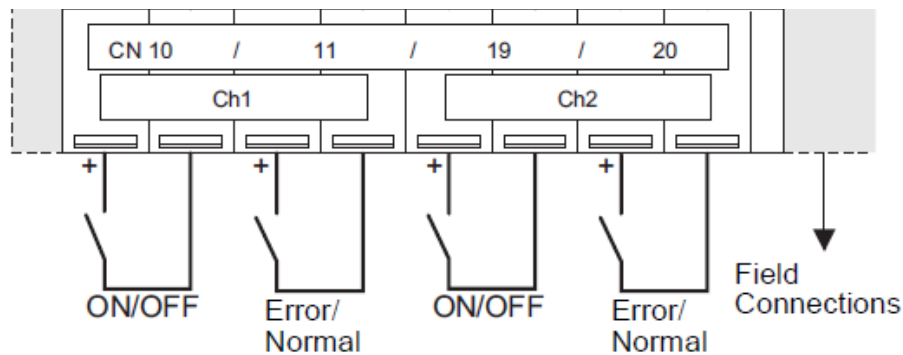 CN 10 / 11 / 19 / 20
Ch1 Ch2
+ + + +
ON/OFF Error/ Normal ON/OFF Error/ Normal Field Connections